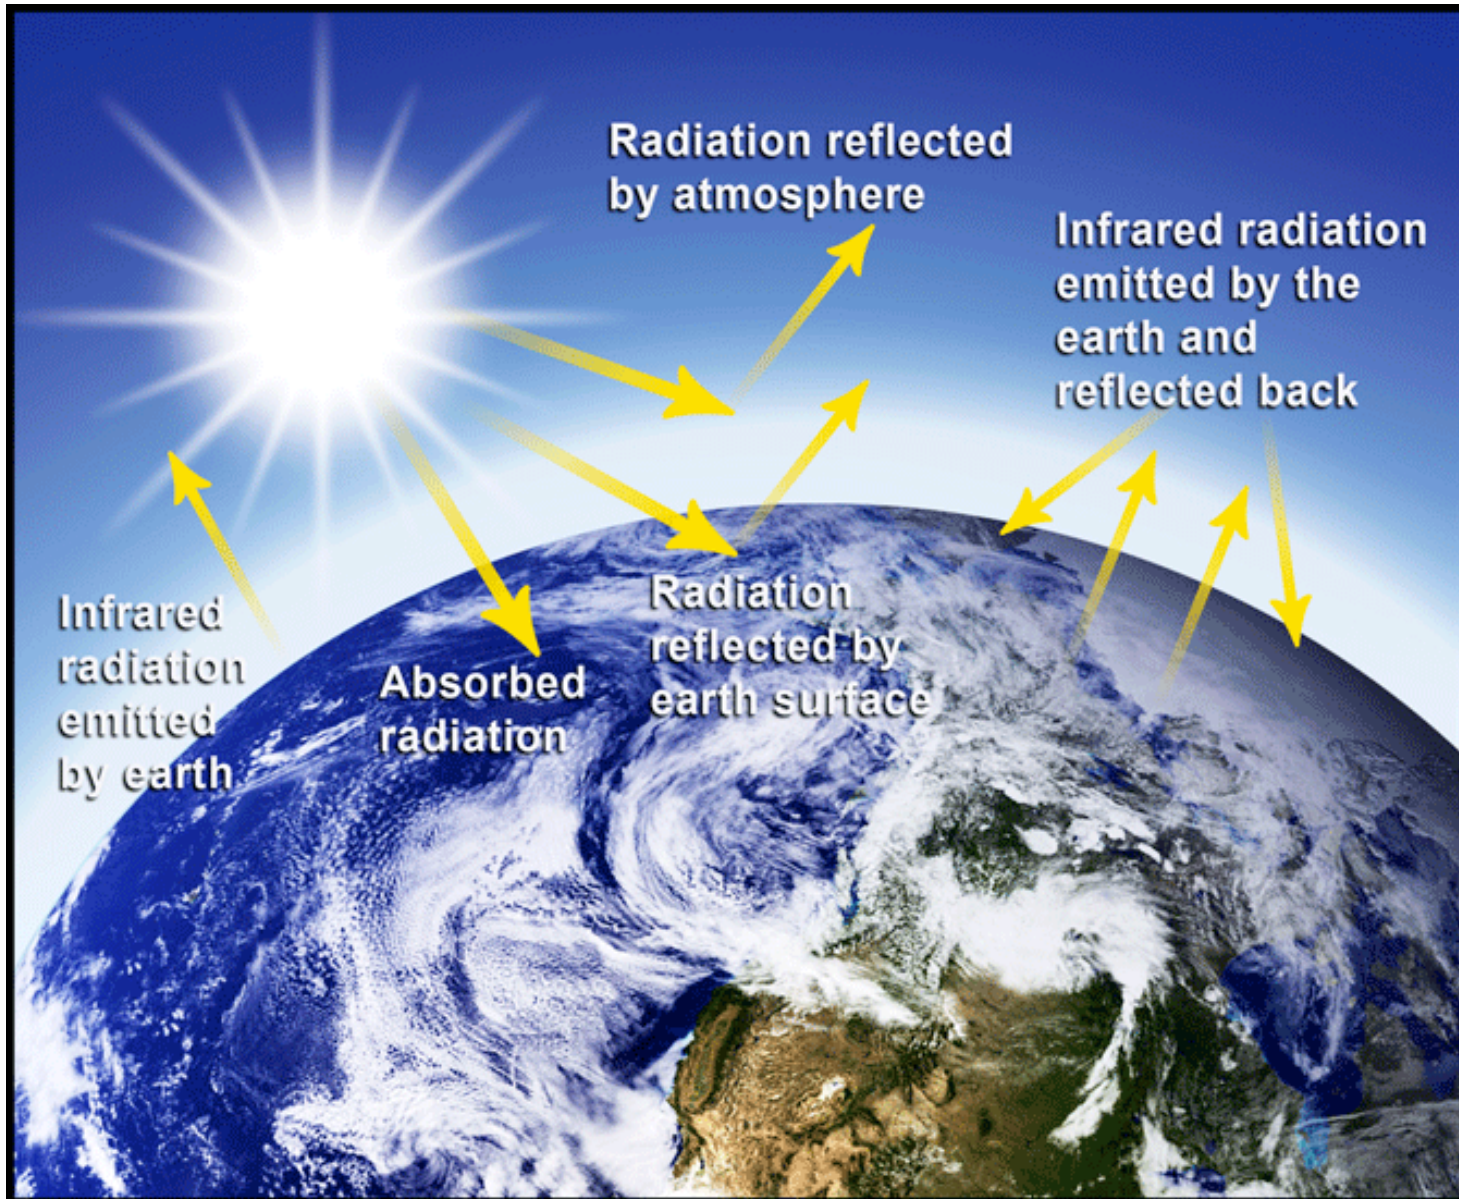 Radiation reflected
by atmosphere
Infrared radiation
emitted by the
earth and
reflected back
Infrared
radiation
emitted
by earth
Absorbed
radiation
Radiation
reflected by
earth surface